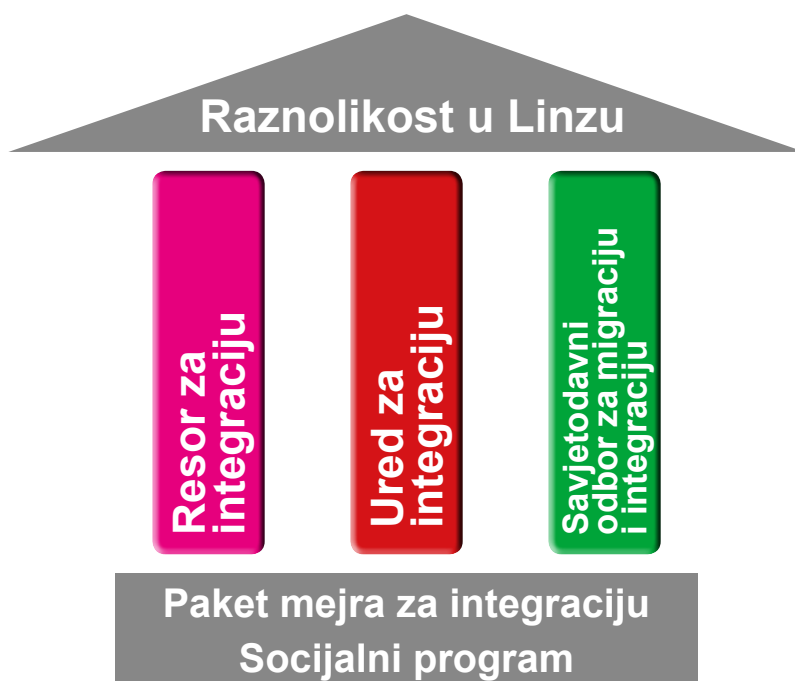 Raznolikost u Linzu
Resor za
integraciju
Ured za
integraciju
Savjetodavni
odbor za migraciju
i integraciju
Paket mejra za integraciju
Socijalni program